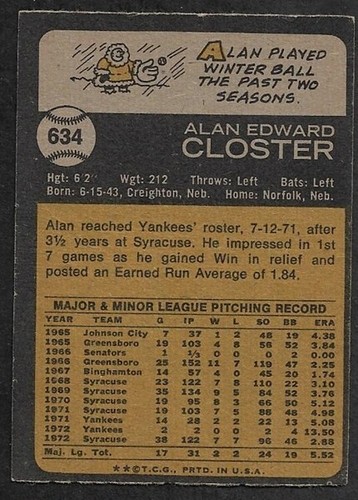 ALAN PLAYED
WINTER BALL
THE PAST TWO
SEASONS.
634
ALAN EDWARD
CLOSTER
Hgt: 6'2" Wgt: 212 Throws: Left Bats: Left
Born: 6-15-43, Creighton, Neb. Home: Norfolk, Neb.
Alan reached Yankees' roster, 7-12-71, after
3½ years at Syracuse. He impressed in 1st
7 games as he gained Win in relief and
posted an Earned Run Average of 1.84.
MAJOR & MINOR LEAGUE PITCHING RECORD
YEAR TEAM G IP W L SO BB ERA
1965 Johnson City 7 37 1 2 48 19 4.38
1965 Greensboro 19 103 4 8 58 52 3.84
1966 Senators 1 ⅓ 0 0 0 2 0.00
1966 Greensboro 25 152 11 7 119 47 2.25
1967 Binghamton 14 57 4 0 45 20 1.74
1968 Syracuse 23 122 7 8 110 22 3.10
1969 Syracuse 35 134 9 5 84 52 3.76
1970 Syracuse 19 95 8 3 66 50 5.12
1971 Syracuse 19 103 7 5 88 48 4.98
1971 Yankees 14 28 2 2 22 13 5.08
1972 Yankees 2 2 0 0 2 4 13.50
1972 Syracuse 38 122 7 7 96 46 2.88
Maj. Lg. Tot. 17 31 2 2 24 19 5.52
**©T.C.G., PRTD. IN U.S.A.